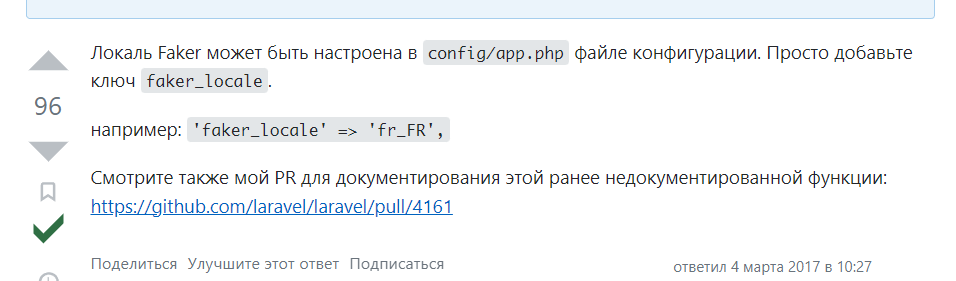 Локаль Faker может быть настроена в config/app.php файле конфигурации. Просто добавьте
ключ faker_locale.
96
например: 'faker_locale' => 'fr_FR',
Смотрите также мой PR для документирования этой ранее недокументированной функции:
https://github.com/laravel/laravel/pull/4161
Поделиться Улучшите этот ответ Подписаться
ответил 4 марта 2017 в 10:27